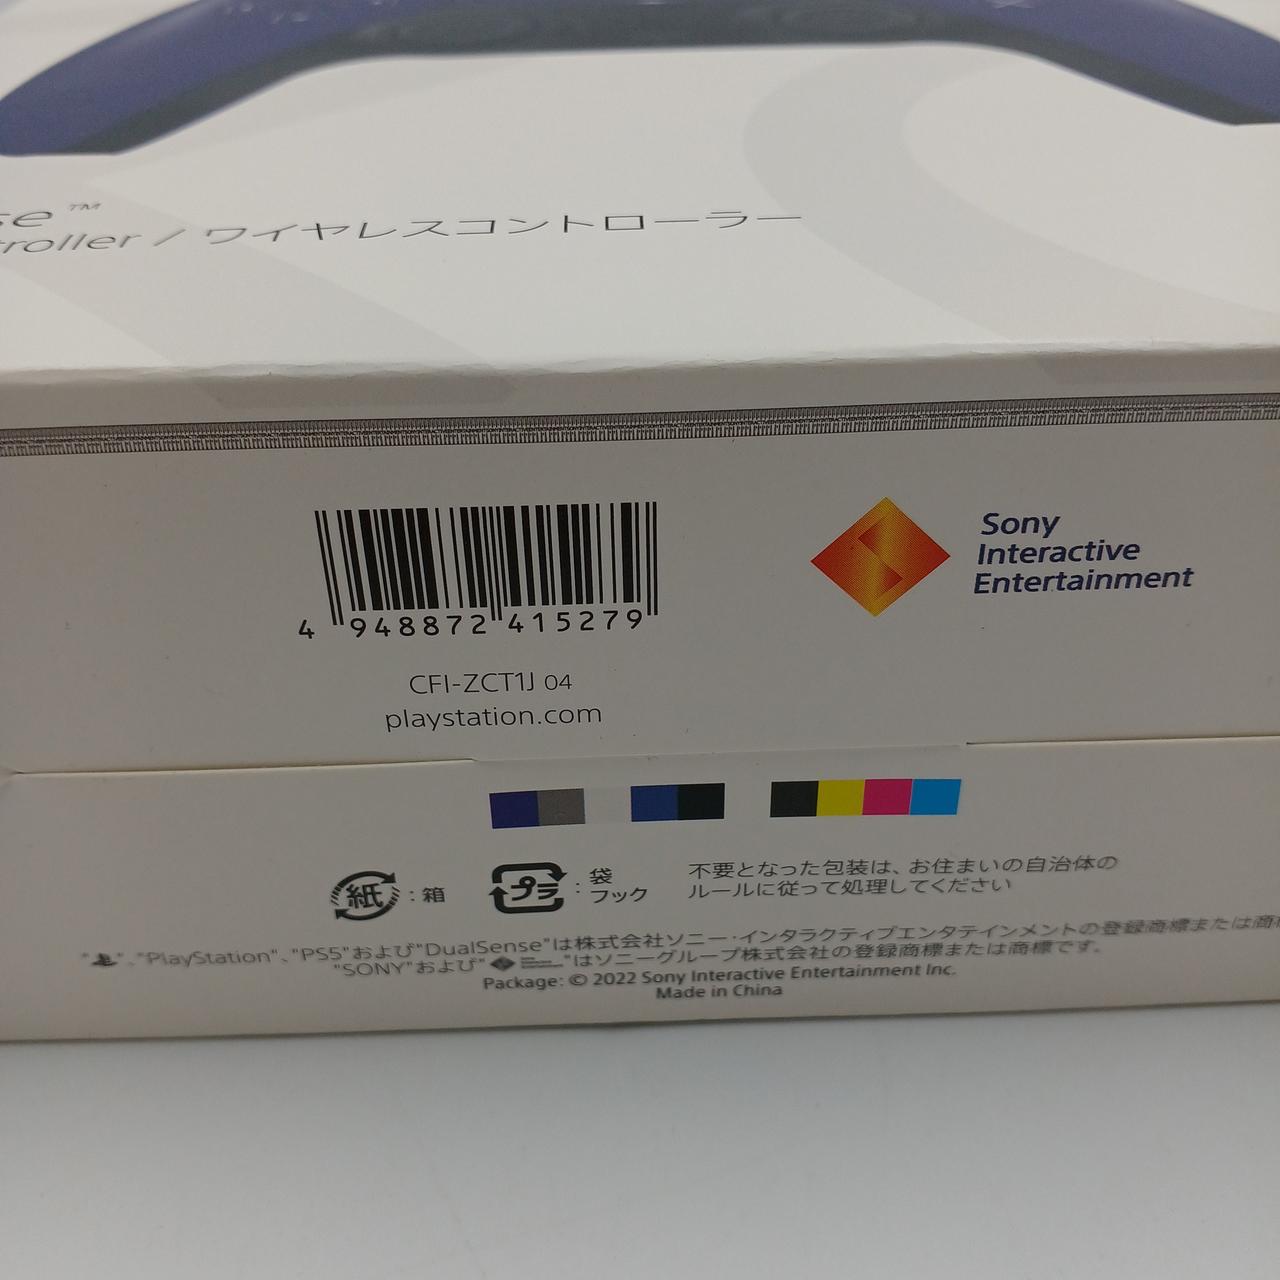 se™
roller / ワイヤレスコントローラー
4 948872 415279
Sony
Interactive
Entertainment
CFI-ZCT1J 04
playstation.com
紙 : 箱
プラ : 袋
フック
不要となった包装は、お住まいの自治体の
ルールに従って処理してください
" "、"PlayStation"、"PS5"および"DualSense"は株式会社ソニー・インタラクティブエンタテインメントの登録商標または商
"SONY"および" "はソニーグループ株式会社の登録商標または商標です。
Package: © 2022 Sony Interactive Entertainment Inc.
Made in China